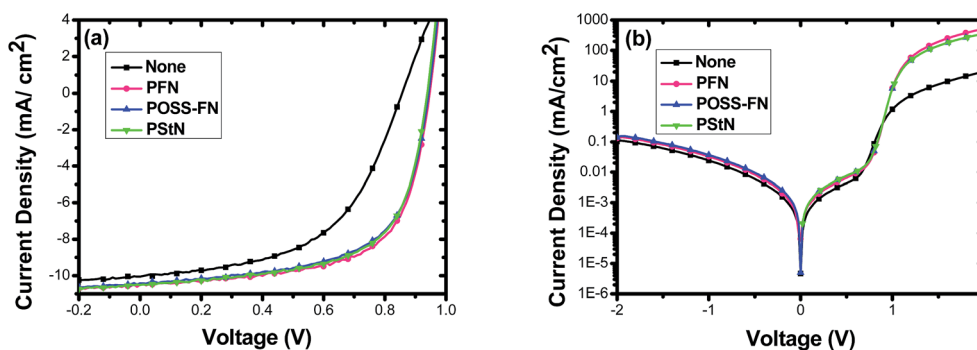 (a)
None
PFN
POSS-FN
PStN
4
2
0
-2
-4
-6
-8
-10
-0.2
0.0
0.2
0.4
0.6
0.8
1.0
Current Density (mA/ cm²)
Voltage (V)
(b)
None
PFN
POSS-FN
PStN
1000
100
10
1
0.1
0.01
1E-3
1E-4
1E-5
1E-6
-2
-1
0
1
Current Density (mA/cm²)
Voltage (V)